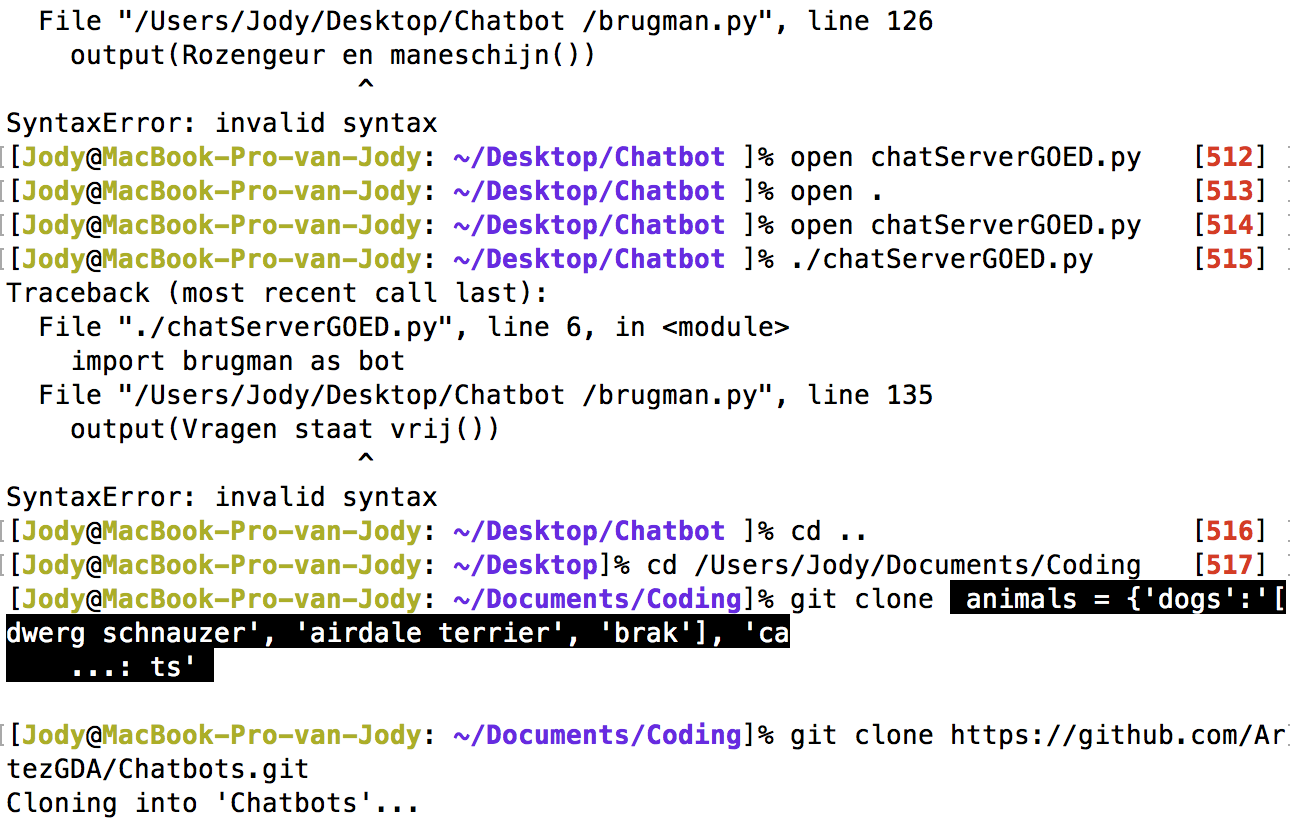 File "/Users/Jody/Desktop/Chatbot /brugman.py", line 126
    output(Rozengeur en maneschijn())
                      ^
SyntaxError: invalid syntax
[Jody@MacBook-Pro-van-Jody: ~/Desktop/Chatbot ]% open chatServerGOED.py   [512]
[Jody@MacBook-Pro-van-Jody: ~/Desktop/Chatbot ]% open .                   [513]
[Jody@MacBook-Pro-van-Jody: ~/Desktop/Chatbot ]% open chatServerGOED.py   [514]
[Jody@MacBook-Pro-van-Jody: ~/Desktop/Chatbot ]% ./chatServerGOED.py      [515]
Traceback (most recent call last):
  File "./chatServerGOED.py", line 6, in <module>
    import brugman as bot
  File "/Users/Jody/Desktop/Chatbot /brugman.py", line 135
    output(Vragen staat vrij())
                      ^
SyntaxError: invalid syntax
[Jody@MacBook-Pro-van-Jody: ~/Desktop/Chatbot ]% cd ..                    [516]
[Jody@MacBook-Pro-van-Jody: ~/Desktop]% cd /Users/Jody/Documents/Coding   [517]
[Jody@MacBook-Pro-van-Jody: ~/Documents/Coding]% git clone  animals = {'dogs':'[
dwerg schnauzer', 'airdale terrier', 'brak'], 'ca
    ...: ts'
[Jody@MacBook-Pro-van-Jody: ~/Documents/Coding]% git clone https://github.com/Ar
tezGDA/Chatbots.git
Cloning into 'Chatbots'...